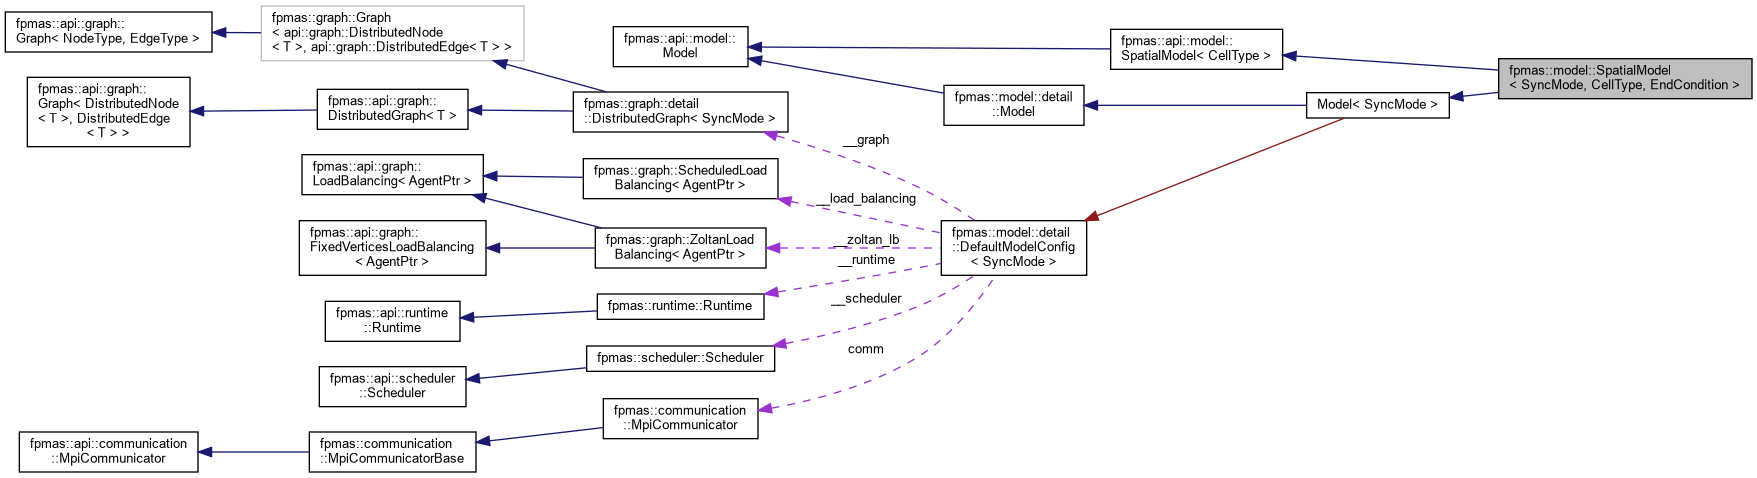 fpmas::api::graph::
Graph< NodeType, EdgeType >
fpmas::graph::Graph
< api::graph::DistributedNode
< T >, api::graph::DistributedEdge< T > >
fpmas::api::graph::
Graph< DistributedNode
< T >, DistributedEdge
< T > >
fpmas::api::graph::
DistributedGraph< T >
fpmas::graph::detail
::DistributedGraph< SyncMode >
fpmas::api::model::
Model
fpmas::api::model::
SpatialModel< CellType >
fpmas::model::detail
::Model
Model< SyncMode >
fpmas::model::SpatialModel
< SyncMode, CellType, EndCondition >
__graph
fpmas::api::graph::
LoadBalancing< AgentPtr >
fpmas::graph::ScheduledLoad
Balancing< AgentPtr >
__load_balancing
fpmas::api::graph::
FixedVerticesLoadBalancing
< AgentPtr >
fpmas::graph::ZoltanLoad
Balancing< AgentPtr >
__zoltan_lb
fpmas::model::detail
::DefaultModelConfig
< SyncMode >
__runtime
fpmas::api::runtime
::Runtime
fpmas::runtime::Runtime
__scheduler
fpmas::api::scheduler
::Scheduler
fpmas::scheduler::Scheduler
comm
fpmas::api::communication
::MpiCommunicator
fpmas::communication
::MpiCommunicatorBase
fpmas::communication
::MpiCommunicator